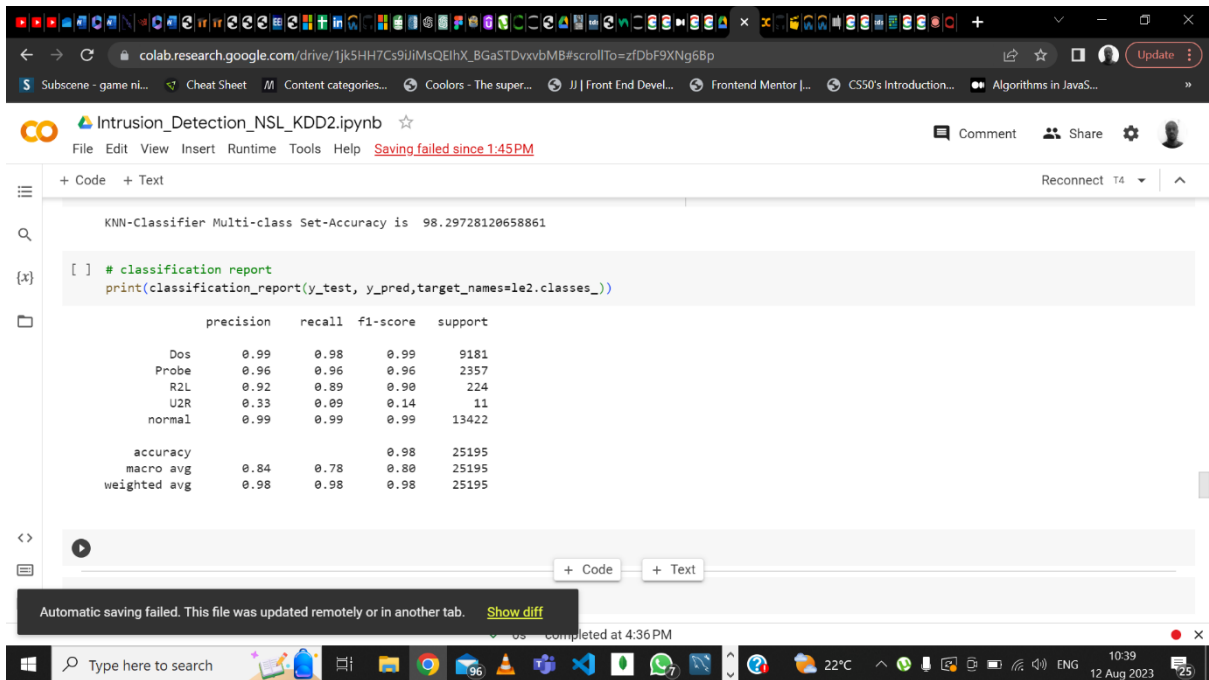 colab.research.google.com/drive/1jk5HH7Cs9iJiMsQEIhX_BGaSTDvxvbMB#scrollTo=zfDbF9XNg6Bp
Update
Subscene - game ni... Cheat Sheet Content categories... Coolors - The super... JJ | Front End Devel... Frontend Mentor |... CS50's Introduction... Algorithms in JavaS... »
CO Intrusion_Detection_NSL_KDD2.ipynb
Comment Share
File Edit View Insert Runtime Tools Help Saving failed since 1:45 PM
+ Code + Text
Reconnect T4
KNN-Classifier Multi-class Set-Accuracy is 98.29728120658861
[ ] # classification report
print(classification_report(y_test, y_pred,target_names=le2.classes_))
precision recall f1-score support
Dos 0.99 0.98 0.99 9181
Probe 0.96 0.96 0.96 2357
R2L 0.92 0.89 0.90 224
U2R 0.33 0.09 0.14 11
normal 0.99 0.99 0.99 13422
accuracy 0.98 25195
macro avg 0.84 0.78 0.80 25195
weighted avg 0.98 0.98 0.98 25195
+ Code + Text
Automatic saving failed. This file was updated remotely or in another tab. Show diff
completed at 4:36 PM
Type here to search
96
7
22°C
ENG
10:39
12 Aug 2023
25